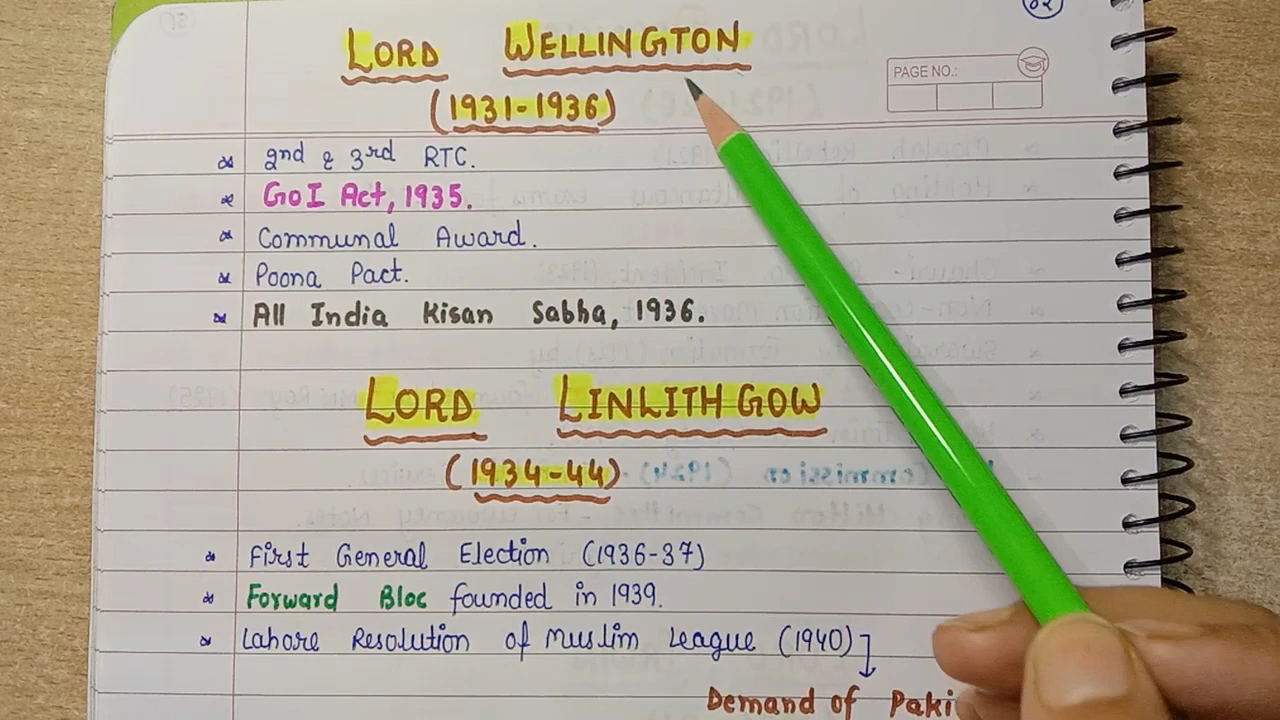 02
LORD WELLINGTON
(1931-1936)
PAGE NO.:
2nd & 3rd RTC.
GoI Act, 1935.
Communal Award.
Poona Pact.
All India Kisan Sabha, 1936.
LORD LINLITHGOW
(1934-44)
First General Election (1936-37)
Forward Bloc founded in 1939.
Lahore Resolution of Muslim League (1940)
Demand of Paki